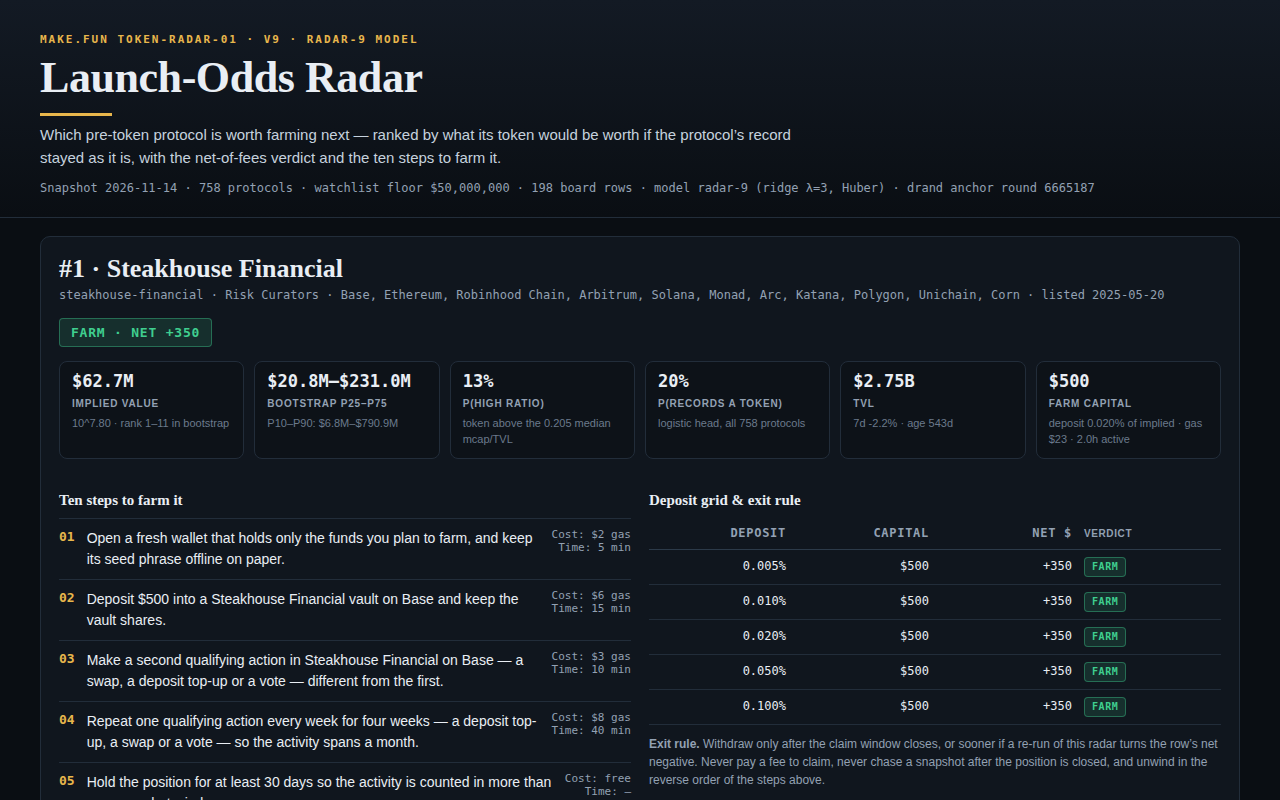 MAKE.FUN TOKEN-RADAR-01 · V9 · RADAR-9 MODEL
Launch-Odds Radar
Which pre-token protocol is worth farming next — ranked by what its token would be worth if the protocol’s record
stayed as it is, with the net-of-fees verdict and the ten steps to farm it.
Snapshot 2026-11-14 · 758 protocols · watchlist floor $50,000,000 · 198 board rows · model radar-9 (ridge λ=3, Huber) · drand anchor round 6665187
#1 · Steakhouse Financial
steakhouse-financial · Risk Curators · Base, Ethereum, Robinhood Chain, Arbitrum, Solana, Monad, Arc, Katana, Polygon, Unichain, Corn · listed 2025-05-20
FARM · NET +350
$62.7M
IMPLIED VALUE
10^7.80 · rank 1–11 in bootstrap
$20.8M–$231.0M
BOOTSTRAP P25–P75
P10–P90: $6.8M–$790.9M
13%
P(HIGH RATIO)
token above the 0.205 median
mcap/TVL
20%
P(RECORDS A TOKEN)
logistic head, all 758 protocols
$2.75B
TVL
7d -2.2% · age 543d
$500
FARM CAPITAL
deposit 0.020% of implied · gas
$23 · 2.0h active
Ten steps to farm it
01 Open a fresh wallet that holds only the funds you plan to farm, and keep
its seed phrase offline on paper.
Cost: $2 gas
Time: 5 min
02 Deposit $500 into a Steakhouse Financial vault on Base and keep the
vault shares.
Cost: $6 gas
Time: 15 min
03 Make a second qualifying action in Steakhouse Financial on Base — a
swap, a deposit top-up or a vote — different from the first.
Cost: $3 gas
Time: 10 min
04 Repeat one qualifying action every week for four weeks — a deposit top-
up, a swap or a vote — so the activity spans a month.
Cost: $8 gas
Time: 40 min
05 Hold the position for at least 30 days so the activity is counted in more than
Cost: free
Time: –
Deposit grid & exit rule
DEPOSIT CAPITAL NET $ VERDICT
0.005% $500 +350 FARM
0.010% $500 +350 FARM
0.020% $500 +350 FARM
0.050% $500 +350 FARM
0.100% $500 +350 FARM
Exit rule. Withdraw only after the claim window closes, or sooner if a re-run of this radar turns the row’s net
negative. Never pay a fee to claim, never chase a snapshot after the position is closed, and unwind in the
reverse order of the steps above.